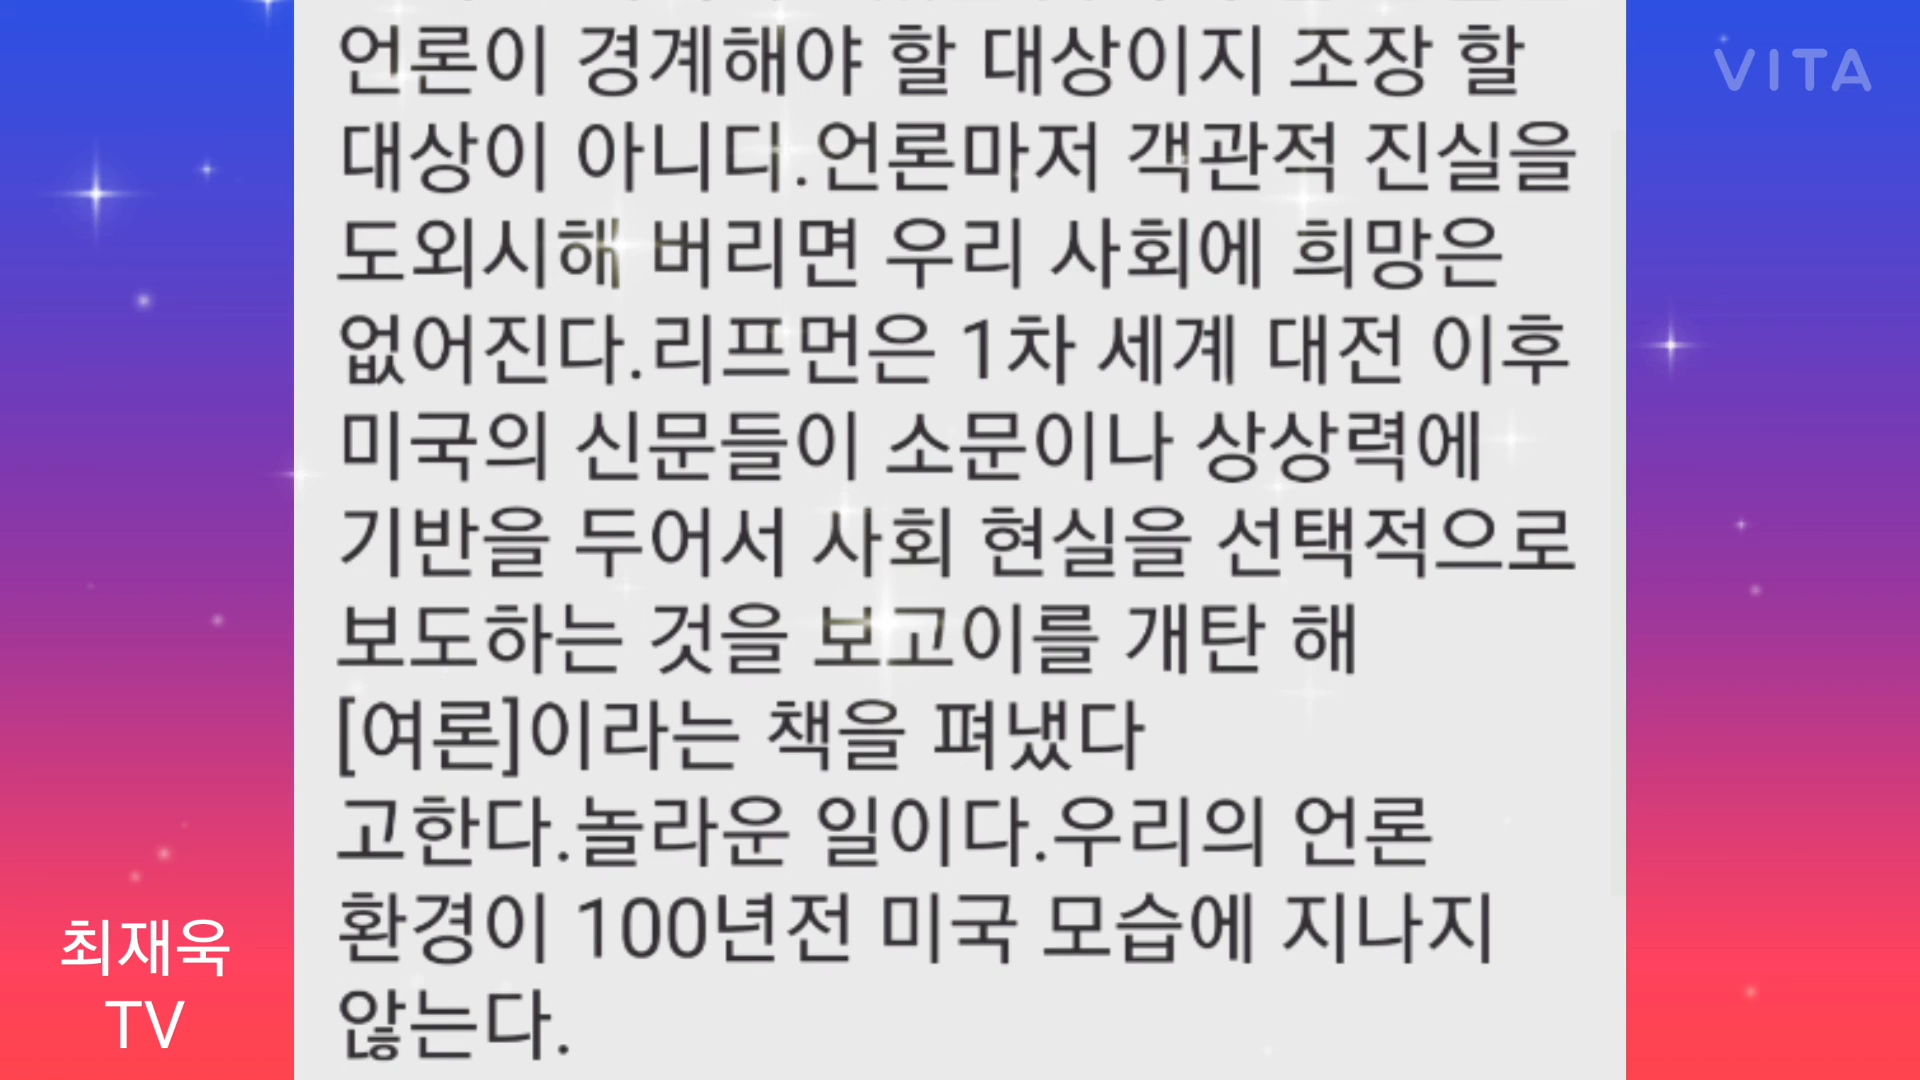 언론이 경계해야 할 대상이지 조장 할
대상이 아니다.언론마저 객관적 진실을
도외시해 버리면 우리 사회에 희망은
없어진다.리프먼은 1차 세계 대전 이후
미국의 신문들이 소문이나 상상력에
기반을 두어서 사회 현실을 선택적으로
보도하는 것을 보고이를 개탄 해
[여론]이라는 책을 펴냈다
고한다.놀라운 일이다.우리의 언론
환경이 100년전 미국 모습에 지나지
않는다.
VITA
최재욱
TV